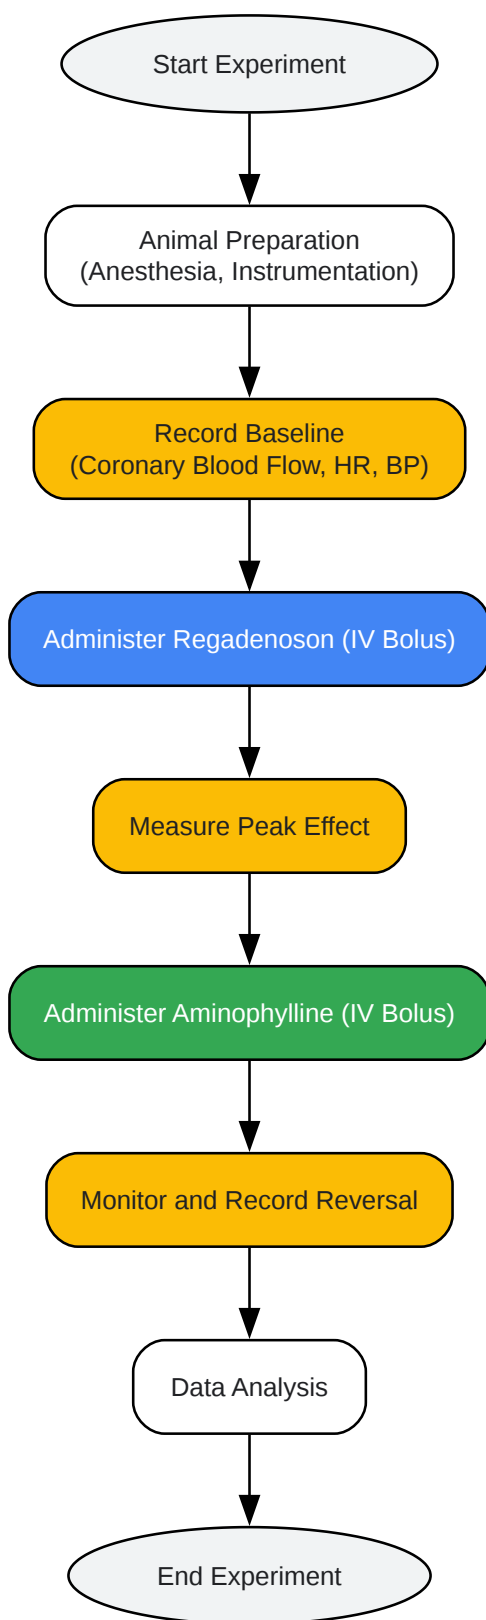 Start Experiment
Animal Preparation
(Anesthesia, Instrumentation)
Record Baseline
(Coronary Blood Flow, HR, BP)
Administer Regadenoson (IV Bolus)
Measure Peak Effect
Administer Aminophylline (IV Bolus)
Monitor and Record Reversal
Data Analysis
End Experiment